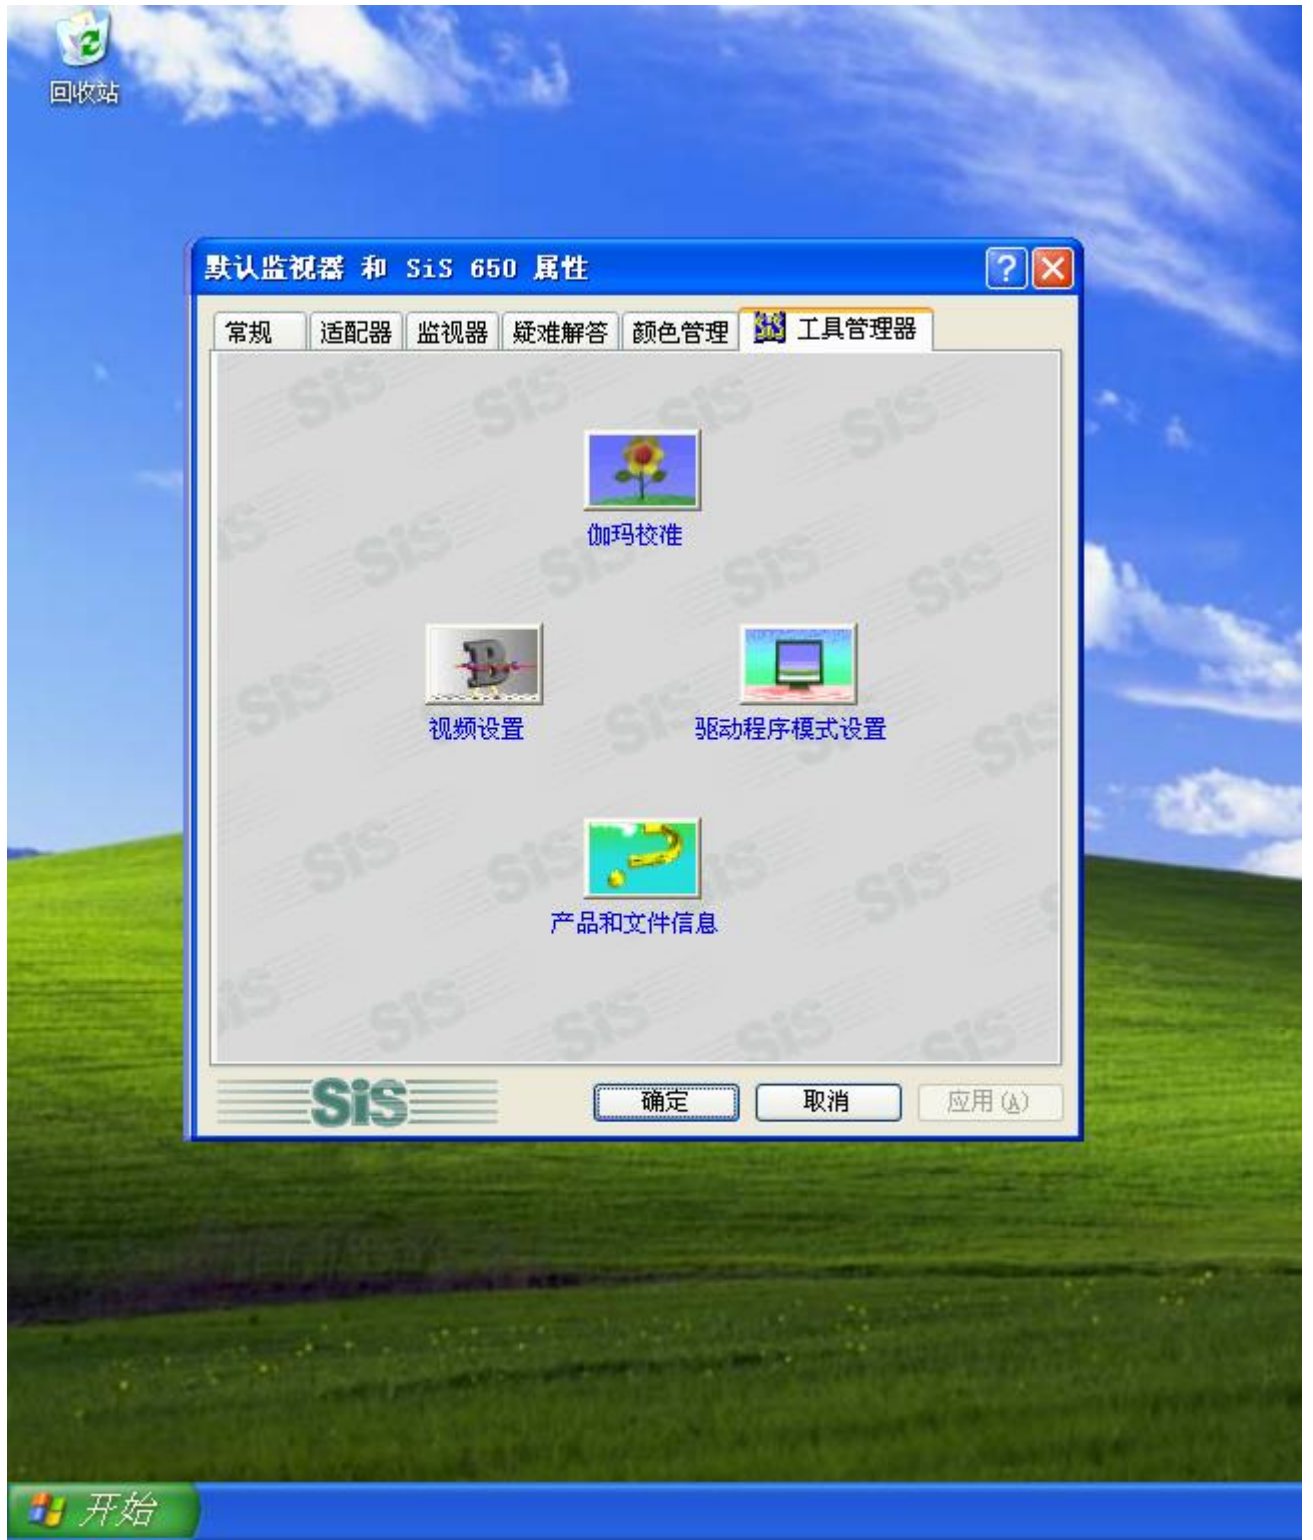 回收站
默认监视器 和 SiS 650 属性
常规 适配器 监视器 疑难解答 颜色管理 SiS 工具管理器
伽玛校准
视频设置 驱动程序模式设置
产品和文件信息
SiS 确定 取消 应用(A)
开始